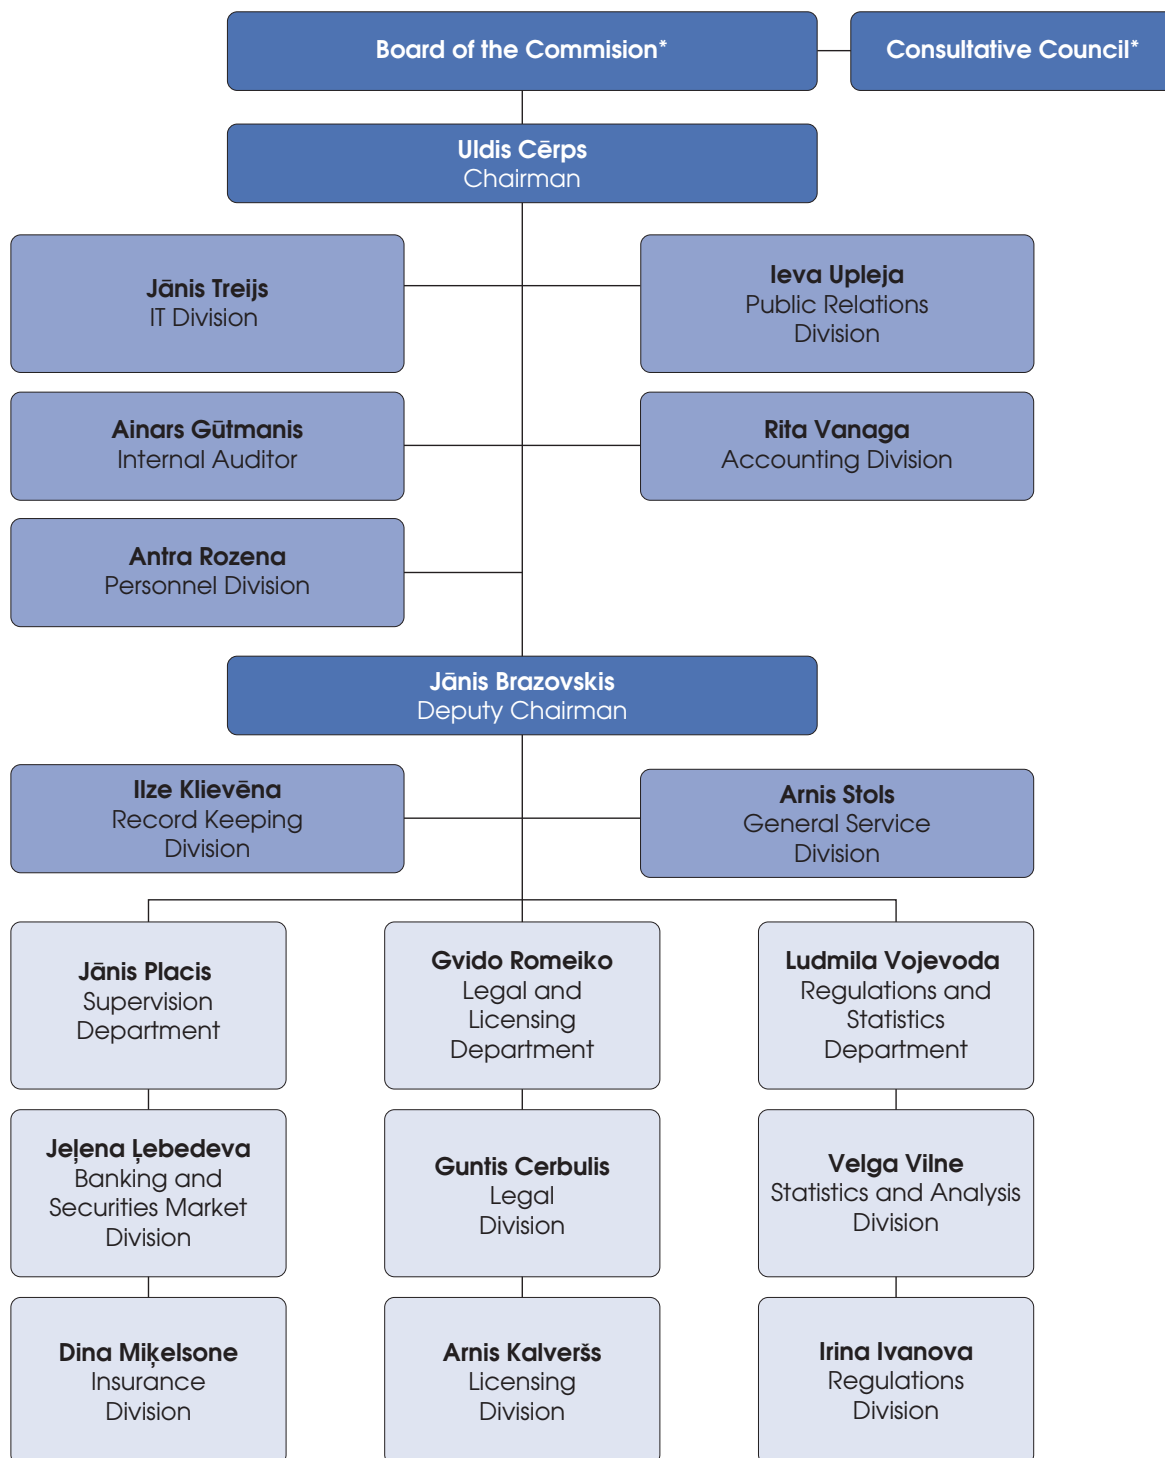 Board of the Commision*
Consultative Council*
Uldis Cērps
Chairman
Jānis Treijs
IT Division
Ieva Upleja
Public Relations
Division
Ainars Gūtmanis
Internal Auditor
Rita Vanaga
Accounting Division
Antra Rozena
Personnel Division
Jānis Brazovskis
Deputy Chairman
Ilze Klievēna
Record Keeping
Division
Arnis Stols
General Service
Division
Jānis Placis
Supervision
Department
Gvido Romeiko
Legal and
Licensing
Department
Ludmila Vojevoda
Regulations and
Statistics
Department
Jeļena Ļebedeva
Banking and
Securities Market
Division
Guntis Cerbulis
Legal
Division
Velga Vilne
Statistics and Analysis
Division
Dina Miķelsone
Insurance
Division
Arnis Kalveršs
Licensing
Division
Irina Ivanova
Regulations
Division